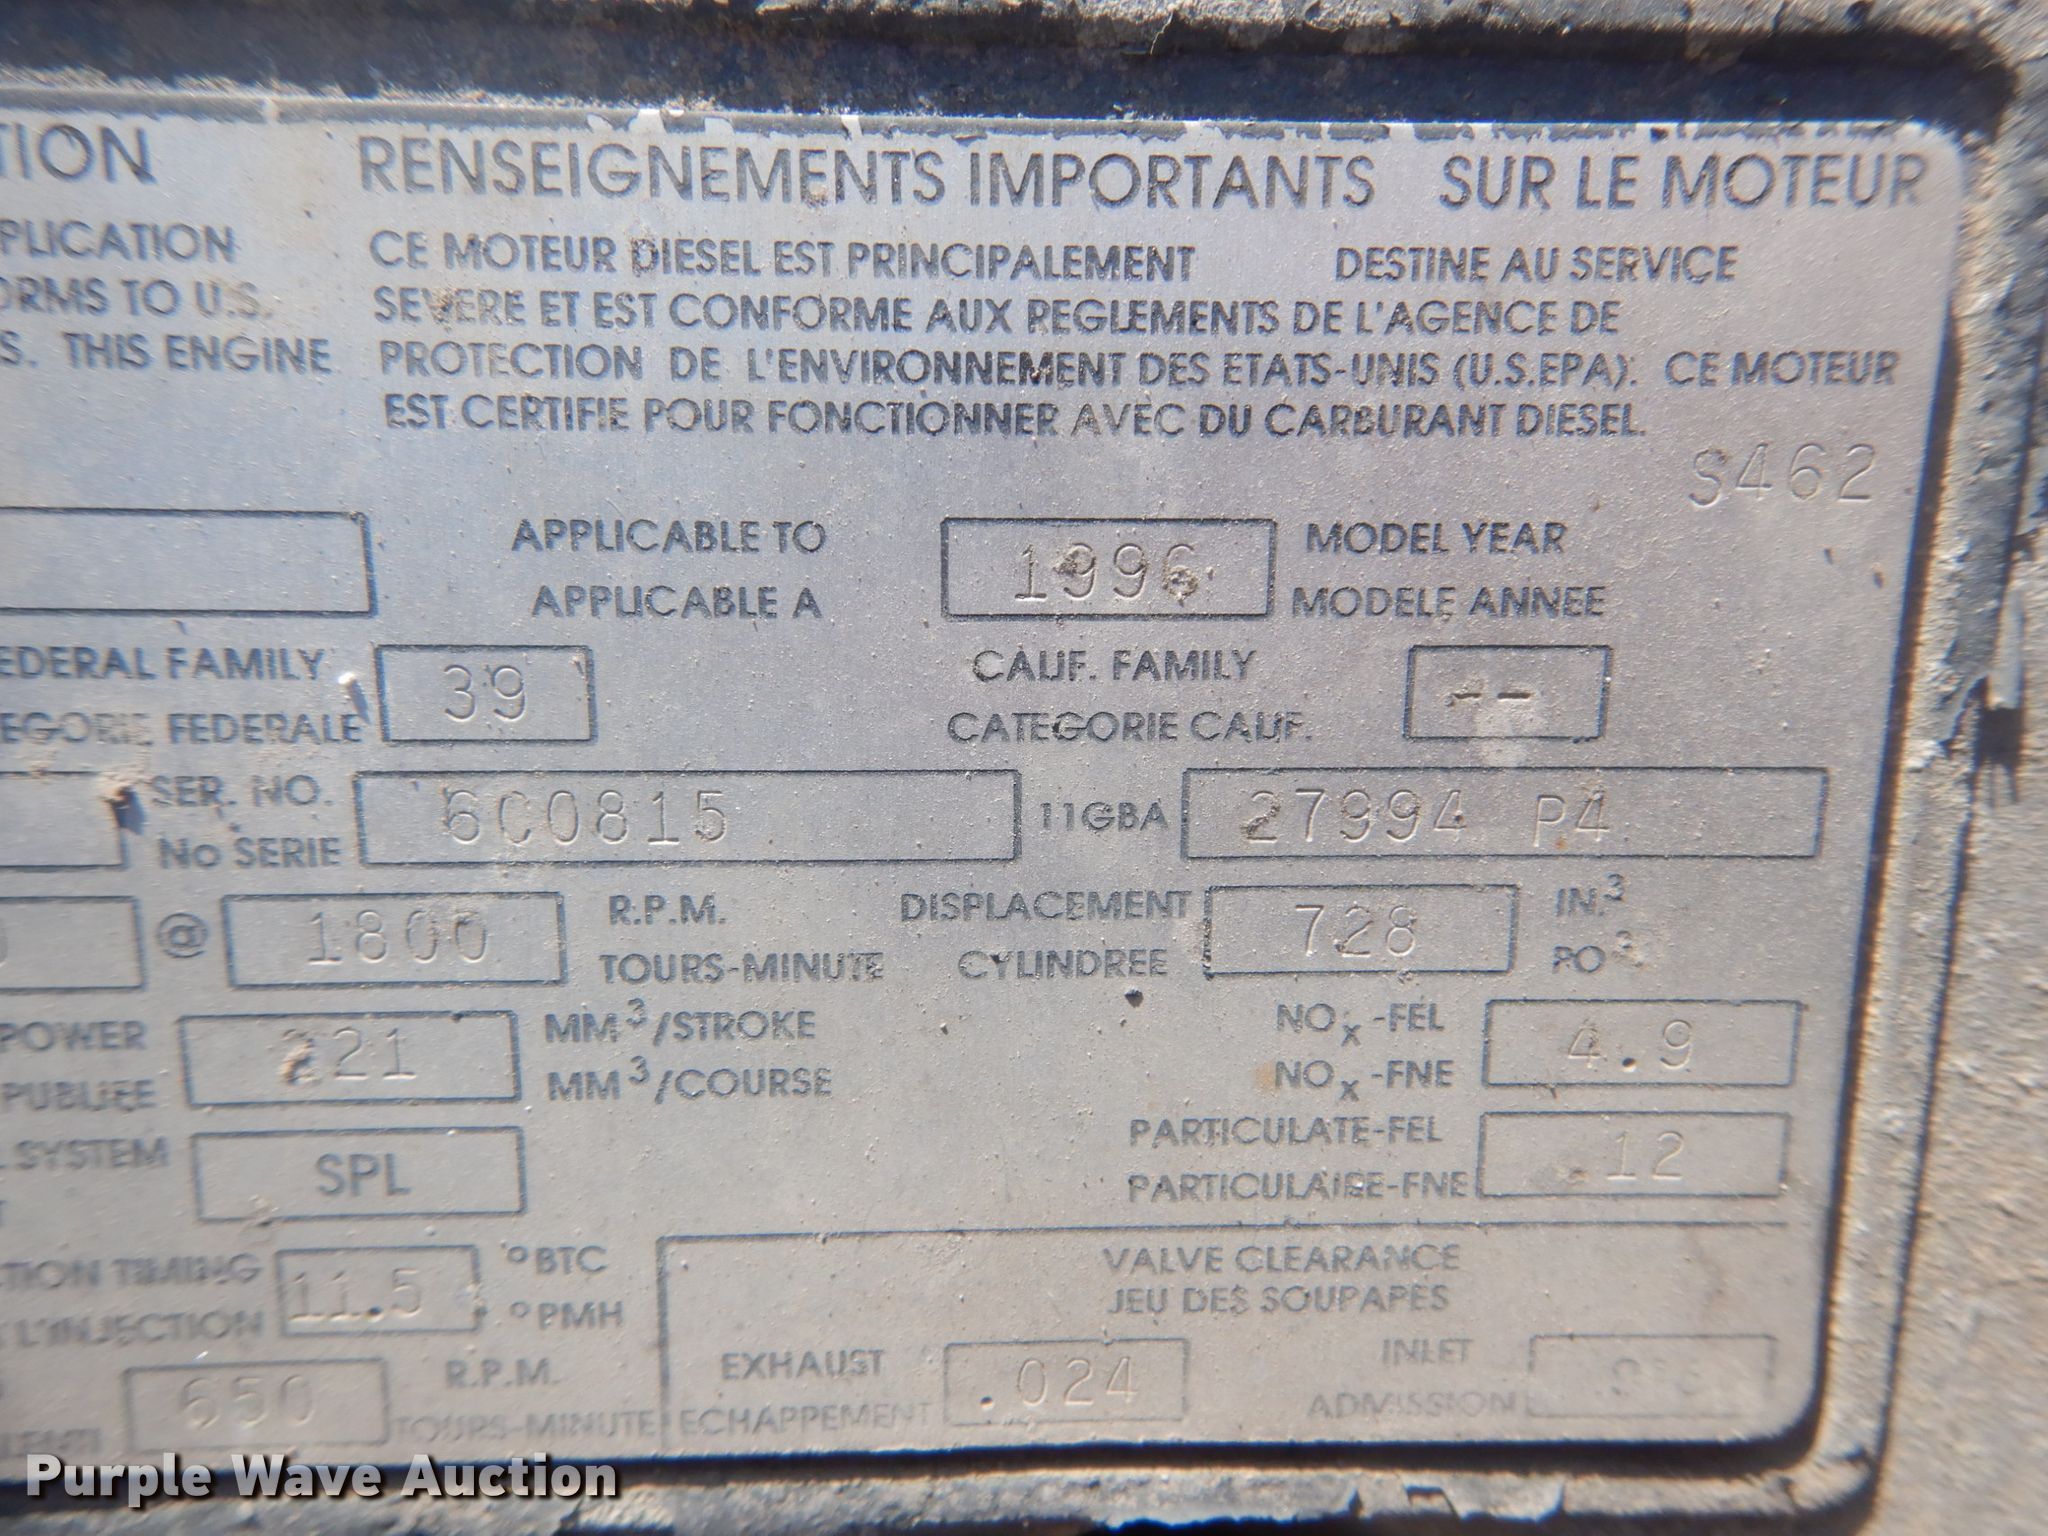 TION RENSEIGNEMENTS IMPORTANTS SUR LE MOTEUR
PLICATION CE MOTEUR DIESEL EST PRINCIPALEMENT DESTINE AU SERVICE
ORMS TO U.S. SEVERE ET EST CONFORME AUX REGLEMENTS DE L'AGENCE DE
S. THIS ENGINE PROTECTION DE L'ENVIRONNEMENT DES ETATS-UNIS (U.S.EPA). CE MOTEUR
EST CERTIFIE POUR FONCTIONNER AVEC DU CARBURANT DIESEL.
S462
APPLICABLE TO 1996 MODEL YEAR
APPLICABLE A MODELE ANNEE
EDERAL FAMILY 39 CALIF. FAMILY --
EGORIE FEDERALE CATEGORIE CALIF.
SER. NO. 6C0815 11GBA 27994 P4
No SERIE
0 @ 1800 R.P.M. DISPLACEMENT 728 IN.3
TOURS-MINUTE CYLINDREE PO3
POWER 221 MM3/STROKE NOx-FEL 4.9
PUBLIEE MM3/COURSE NOx-FNE
L SYSTEM SPL PARTICULATE-FEL .12
T PARTICULAIRE-FNE
CTION TIMING 11.5 °BTC VALVE CLEARANCE
L'INJECTION °PMH JEU DES SOUPAPES
650 R.P.M. EXHAUST .024 INLET
TOURS-MINUTE ECHAPPEMENT ADMISSION
Purple Wave Auction